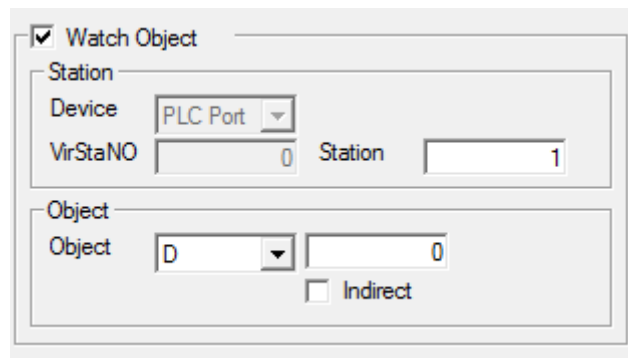 Watch Object
Station
Device PLC Port
VirStaNO 0 Station 1
Object
Object D 0
Indirect